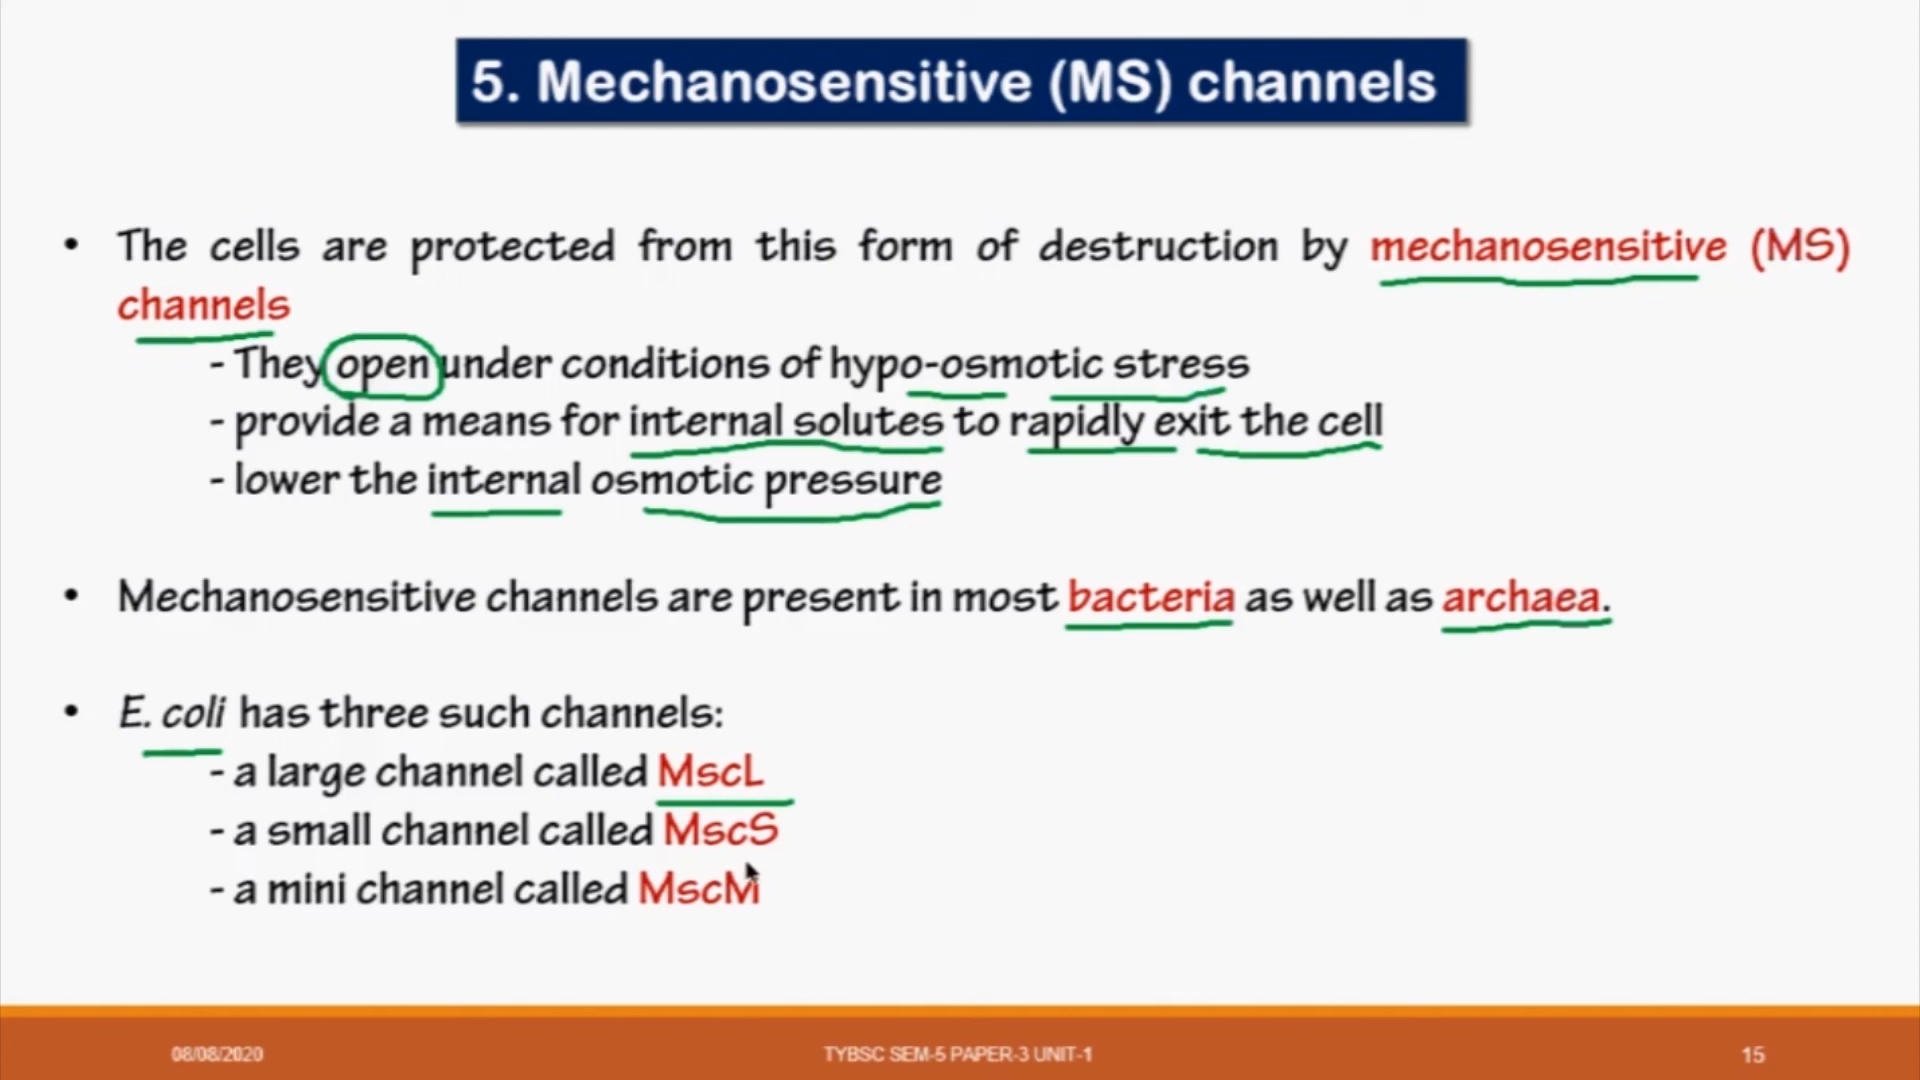 5. Mechanosensitive (MS) channels
• The cells are protected from this form of destruction by mechanosensitive (MS)
channels
- They open under conditions of hypo-osmotic stress
- provide a means for internal solutes to rapidly exit the cell
- lower the internal osmotic pressure
• Mechanosensitive channels are present in most bacteria as well as archaea.
• E. coli has three such channels:
- a large channel called MscL
- a small channel called MscS
- a mini channel called MscM
08/08/2020 TYBSC SEM-5 PAPER-3 UNIT-1 15